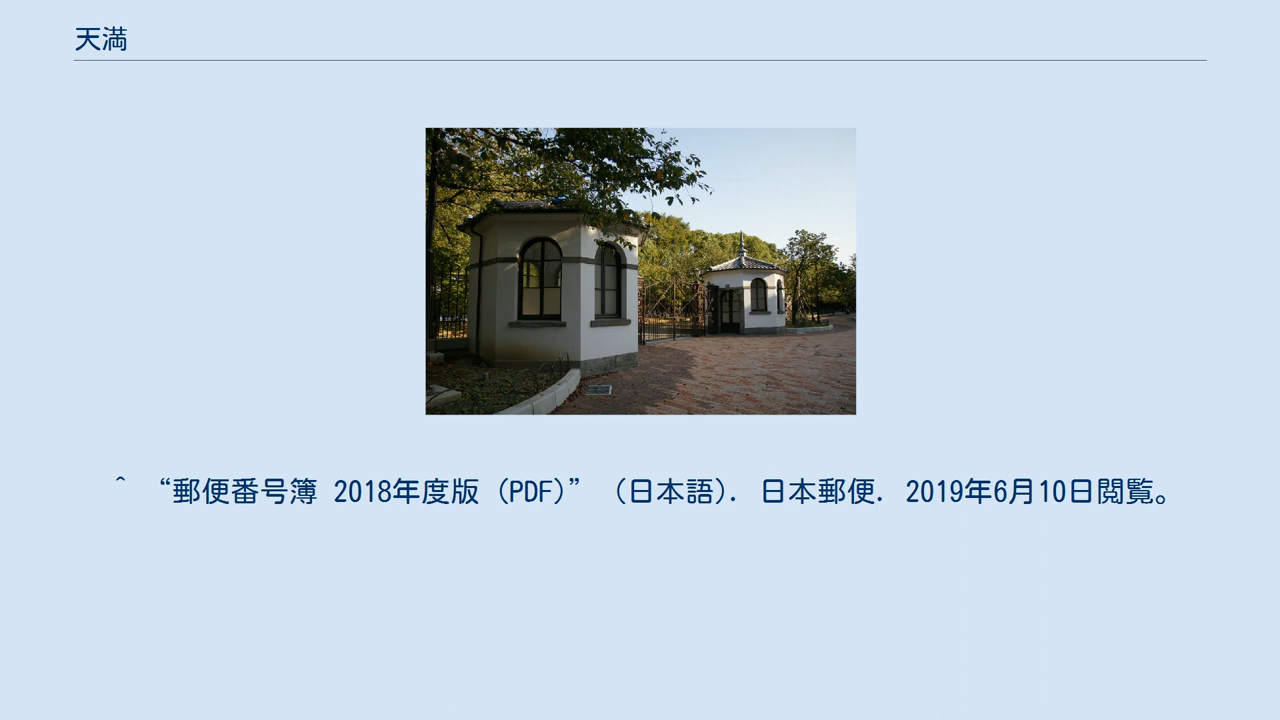 天満
^ “郵便番号簿 2018年度版 (PDF)” (日本語). 日本郵便. 2019年6月10日閲覧。